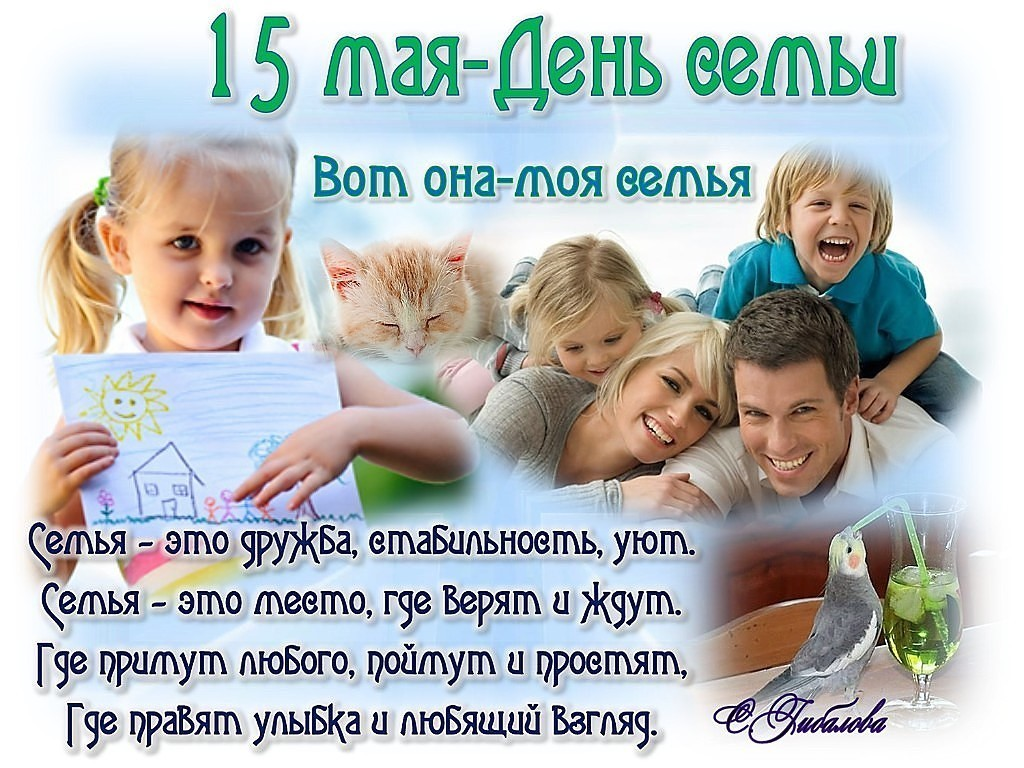 15 мая-День семьи
Вот она-моя семья
Семья - это дружба, стабильность, уют.
Семья - это место, где верят и ждут.
Где примут любого, поймут и простят,
Где правят улыбка и любящий взгляд.
С.Гибалова